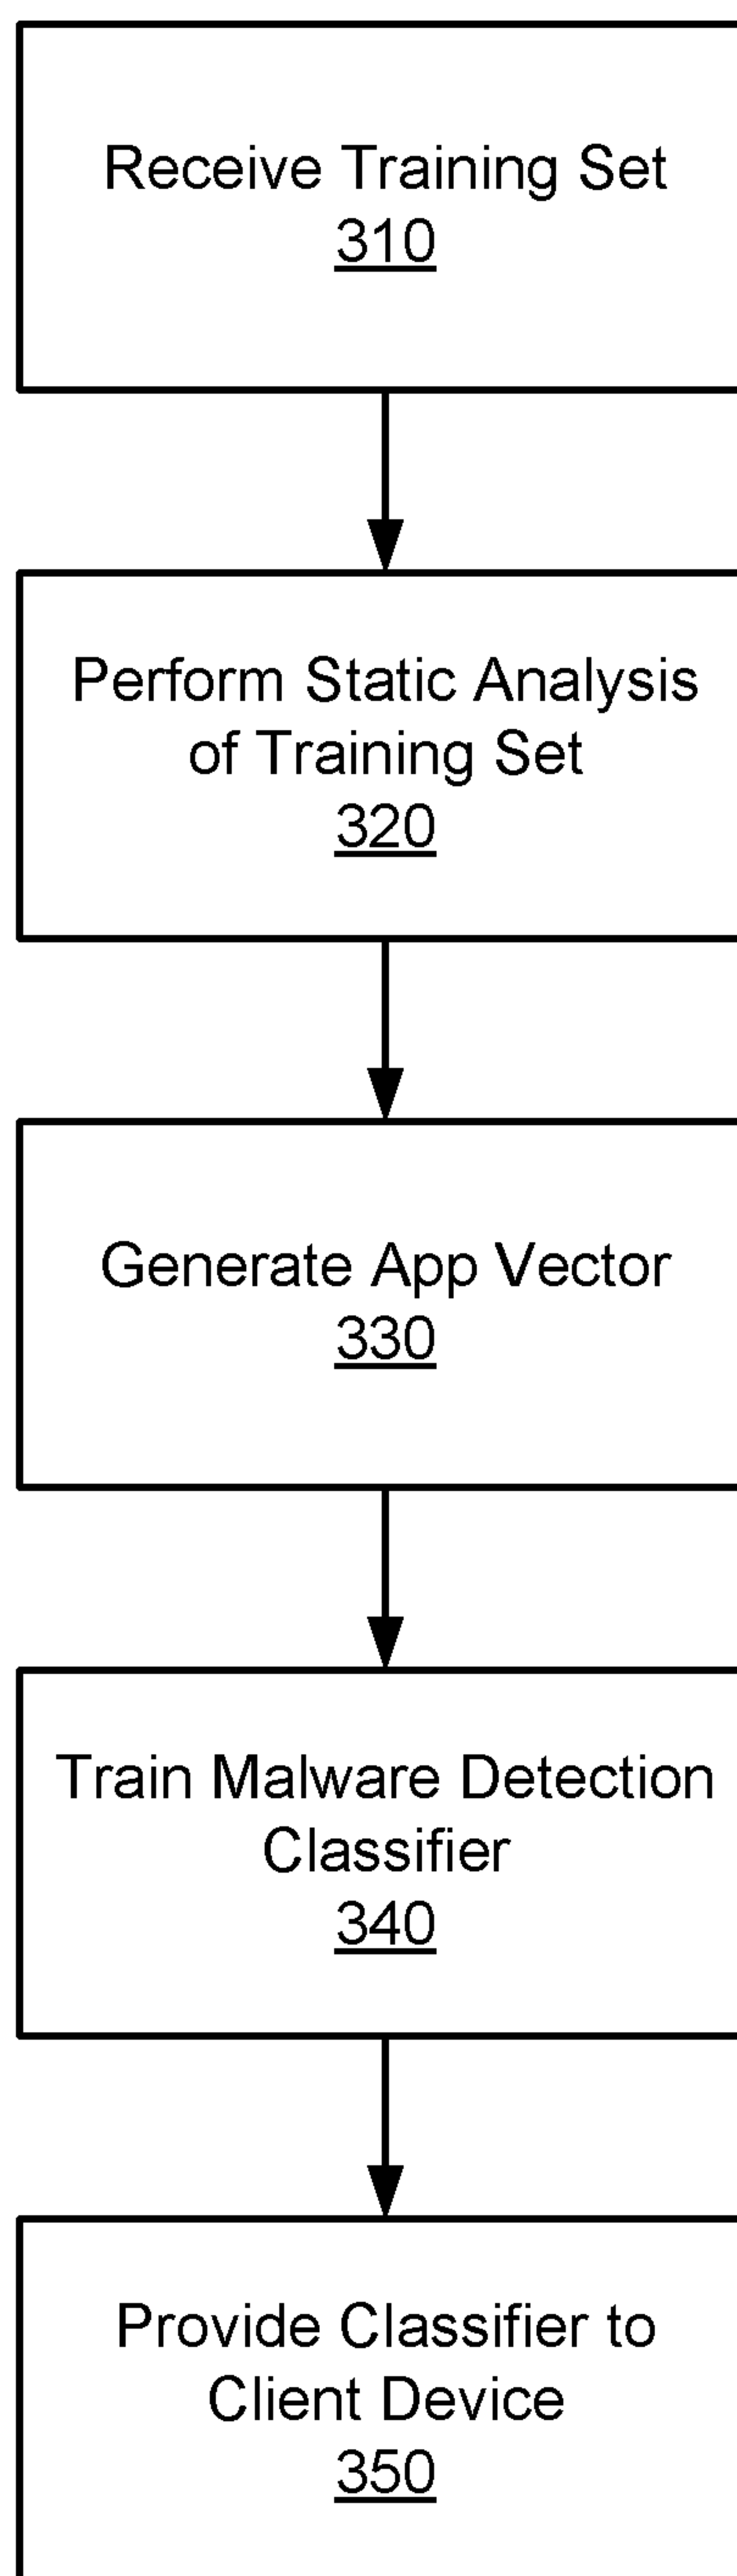 Receive Training Set
310
Perform Static Analysis
of Training Set
320
Generate App Vector
330
Train Malware Detection
Classifier
340
Provide Classifier to
Client Device
350